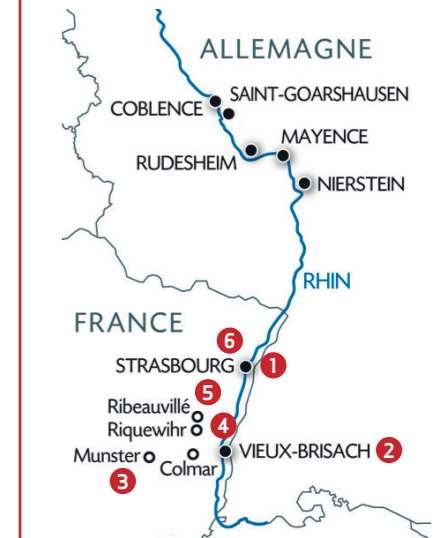 ALLEMAGNE
SAINT-GOARSHAUSEN
COBLENCE
MAYENCE
RUDESHEIM
NIERSTEIN
RHIN
FRANCE
6
STRASBOURG 1
5
Ribeauvillé
Riquewihr 4
Munster
Colmar
VIEUX-BRISACH 2
3